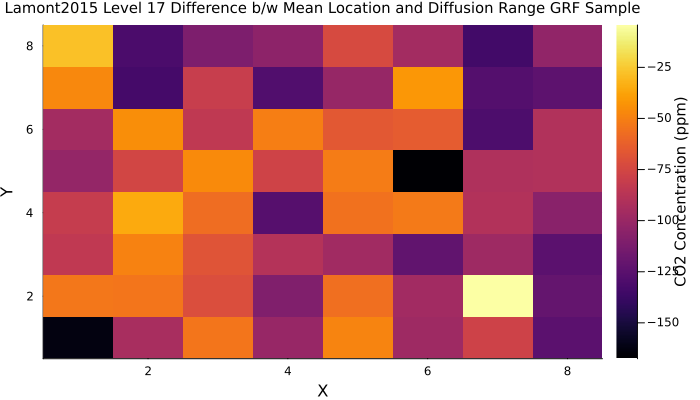 Lamont2015 Level 17 Difference b/w Mean Location and Diffusion Range GRF Sample
8
6
4
2
Y
2 4 6 8
X
−25
−50
−75
−100
−125
−150
CO2 Concentration (ppm)